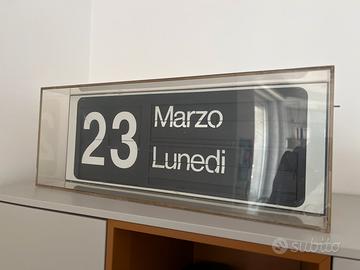 23
Marzo
Lunedi
subito